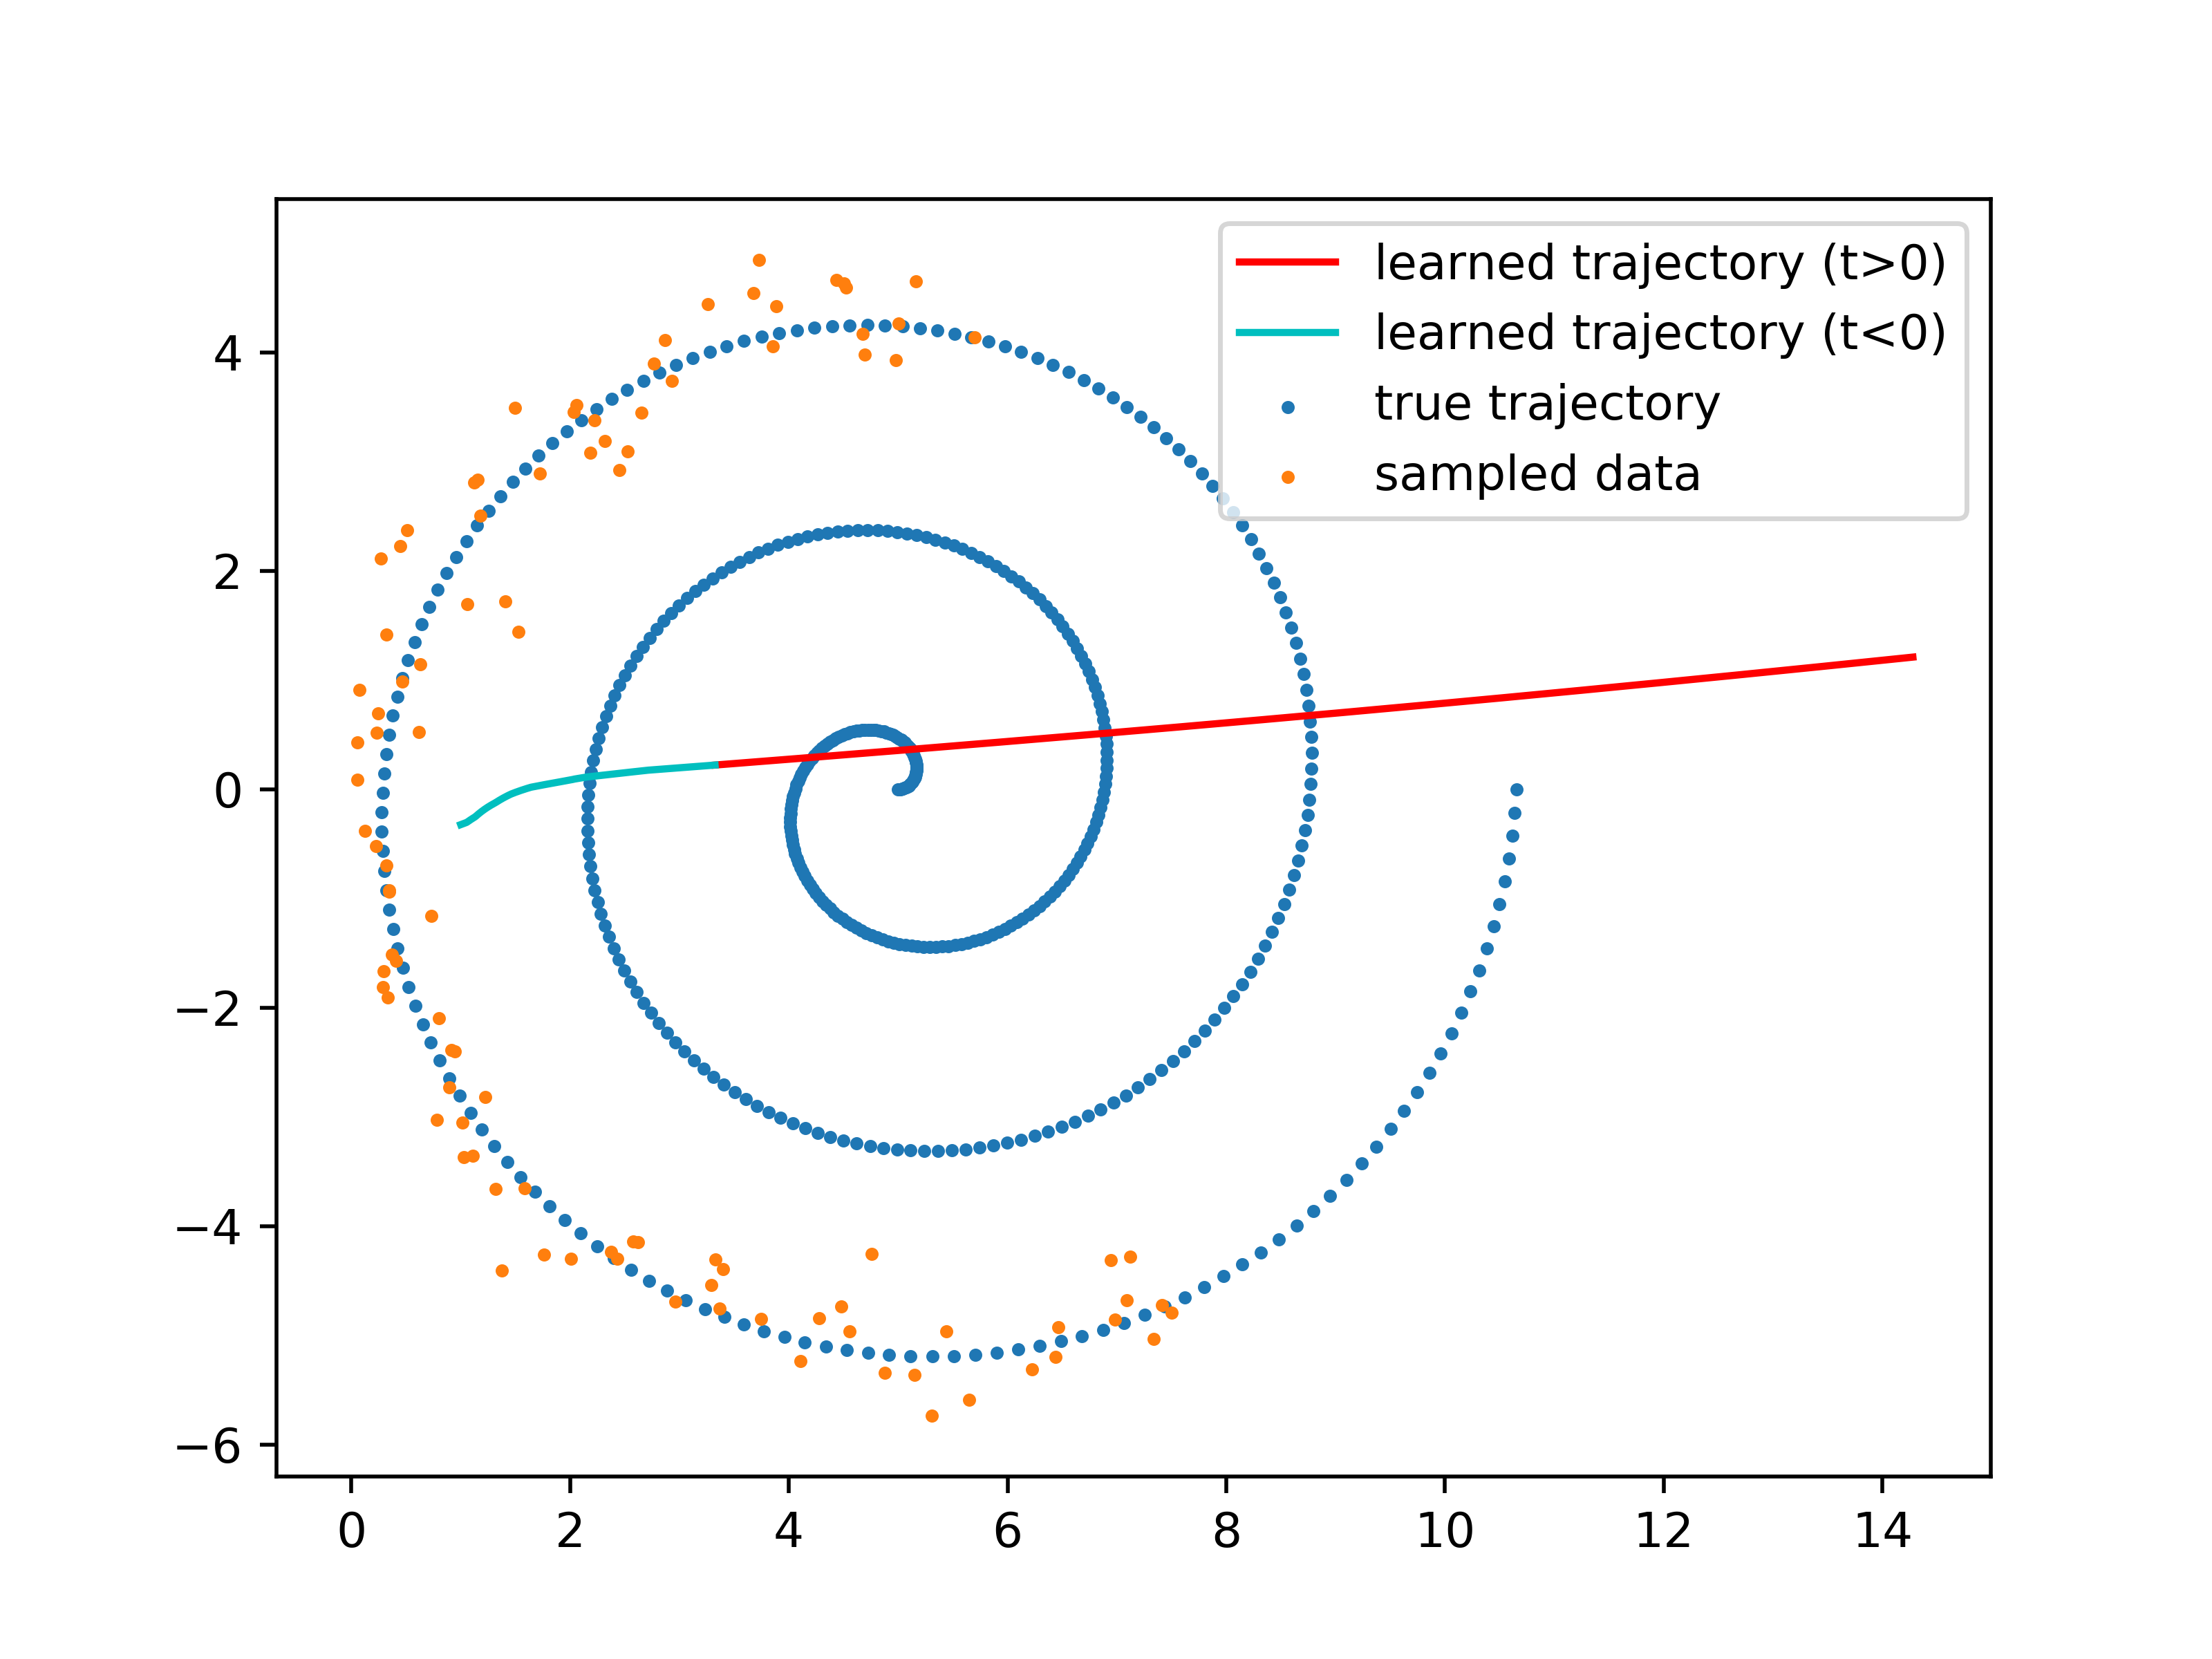 learned trajectory (t>0)
learned trajectory (t<0)
true trajectory
sampled data
4
2
0
−2
−4
−6
0 2 4 6 8 10 12 14